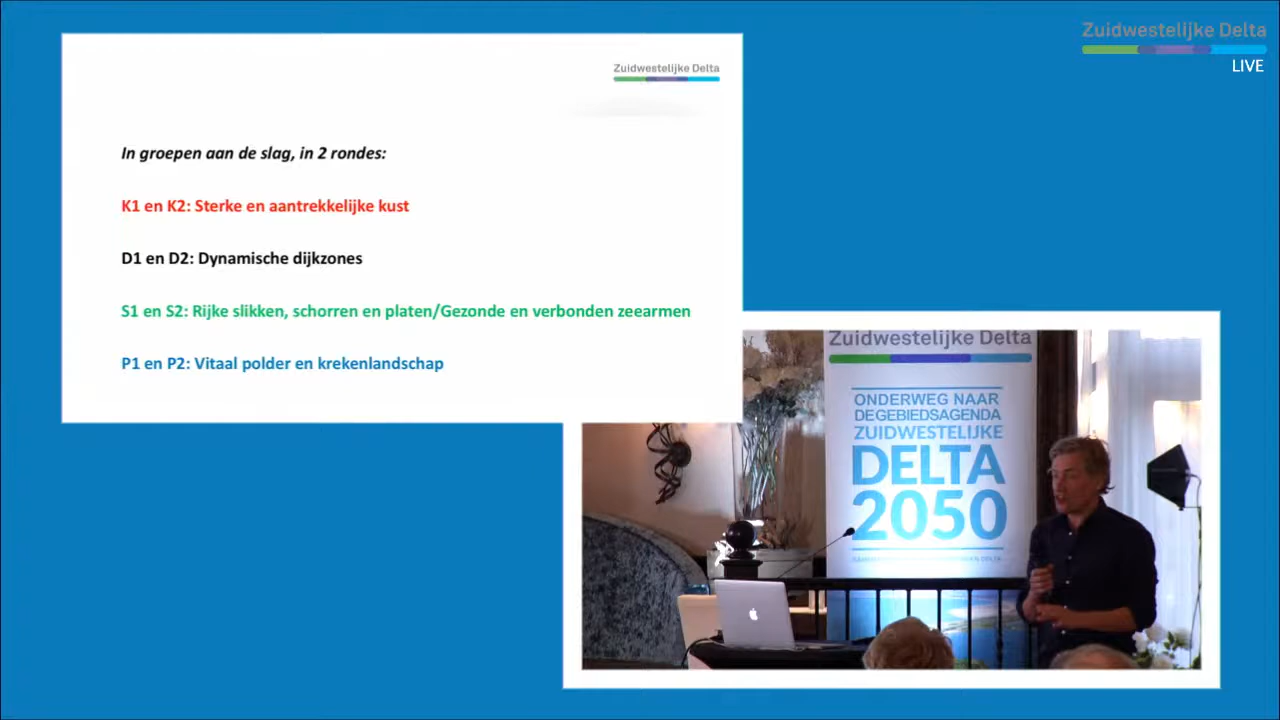 Zuidwestelijke Delta
LIVE
Zuidwestelijke Delta
In groepen aan de slag, in 2 rondes:
K1 en K2: Sterke en aantrekkelijke kust
D1 en D2: Dynamische dijkzones
S1 en S2: Rijke slikken, schorren en platen/Gezonde en verbonden zeearmen
P1 en P2: Vitaal polder en krekenlandschap
Zuidwestelijke Delta
ONDERWEG NAAR
DE GEBIEDSAGENDA
ZUIDWESTELIJKE
DELTA
2050